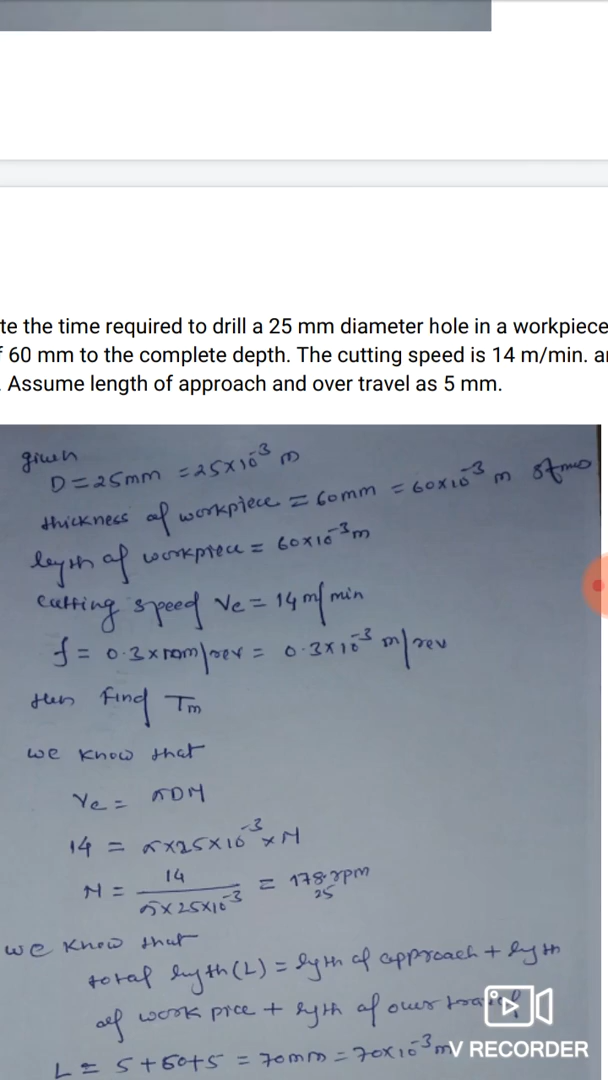 te the time required to drill a 25 mm diameter hole in a workpiece
f 60 mm to the complete depth. The cutting speed is 14 m/min. an
. Assume length of approach and over travel as 5 mm.
given
D = 25mm = 25×10⁻³ m
thickness of workpiece = 60mm = 60×10⁻³ m
length of workpiece = 60×10⁻³m
cutting speed Vc = 14 m/min
f = 0.3 mm/rev = 0.3×10⁻³ m/rev
then find Tm
we know that
Vc = πDN
14 = π×25×10⁻³×N
N = 14 / π×25×10⁻³ = 178.25 rpm
we know that
total length (L) = length of approach + length
of work piece + length of over travel
L = 5+60+5 = 70mm = 70×10⁻³m
V RECORDER